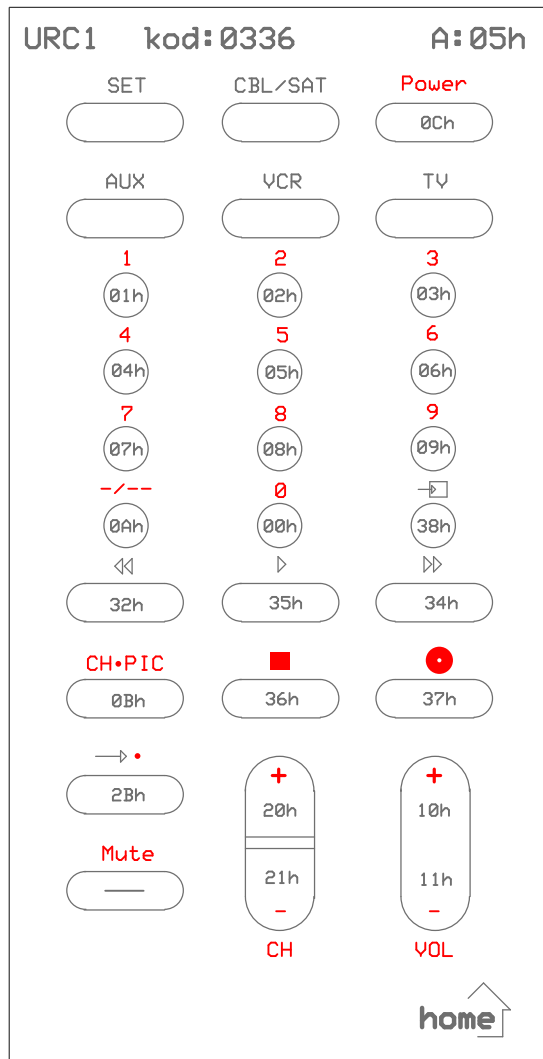 URC1 kod:0336 A:05h
SET CBL/SAT Power
0Ch
AUX VCR TV
1 2 3
01h 02h 03h
4 5 6
04h 05h 06h
7 8 9
07h 08h 09h
-/-- 0
0Ah 00h 38h
32h 35h 34h
CH•PIC
0Bh 36h 37h
+ +
2Bh 20h 10h
Mute
21h 11h
- -
CH VOL
home